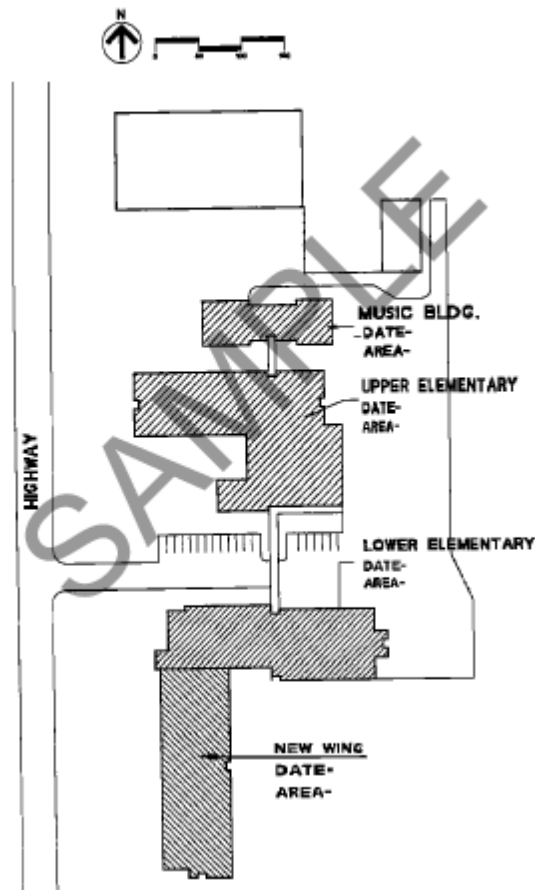 N
MUSIC BLDG.
DATE-
AREA-
UPPER ELEMENTARY
DATE-
AREA-
HIGHWAY
SAMPLE
LOWER ELEMENTARY
DATE-
AREA-
NEW WING
DATE-
AREA-